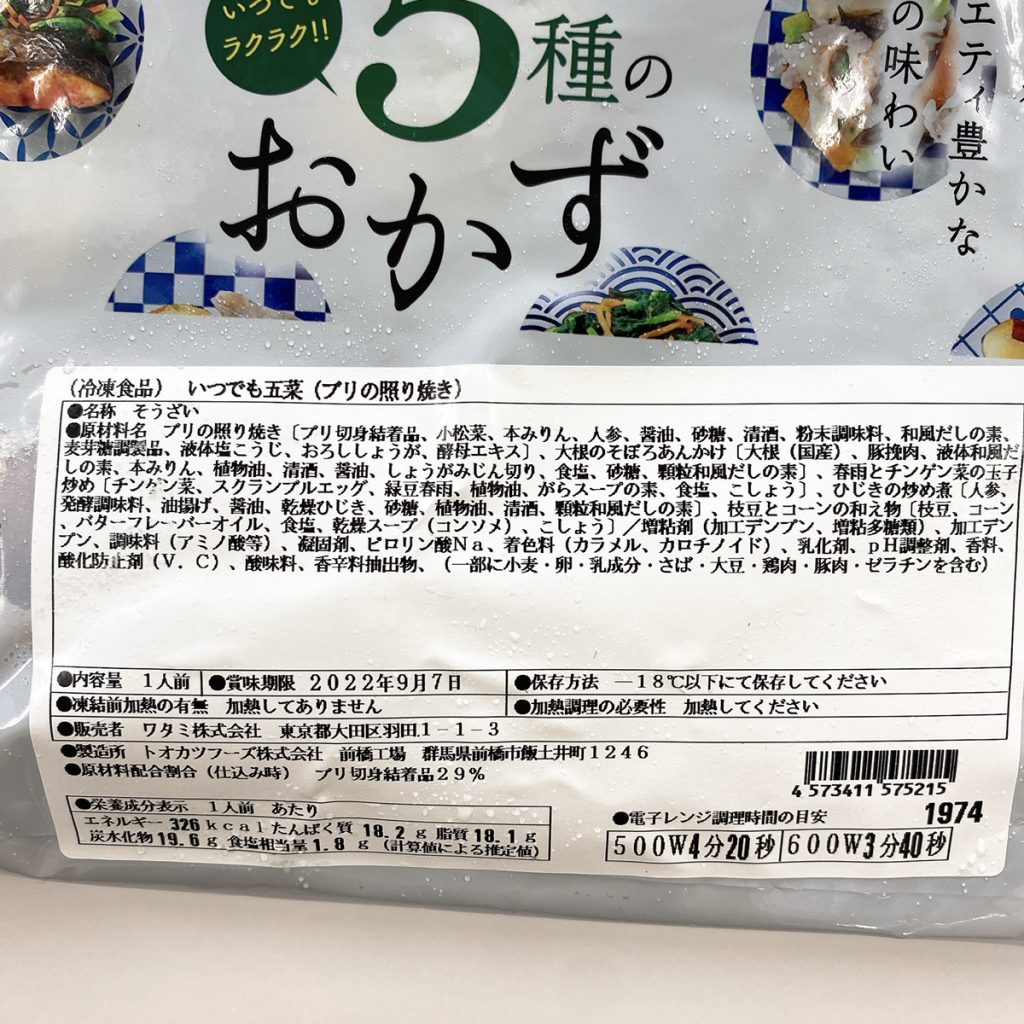 いつでも
ラクラク!!
5種の
おかず
エティ豊かな
の味わい
(冷凍食品) いつでも五菜(ブリの照り焼き)
●名称 そうざい
●原材料名 ブリの照り焼き〔ブリ切身結着品、小松菜、本みりん、人参、醤油、砂糖、清酒、粉末調味料、和風だしの素、
麦芽糖調製品、液体塩こうじ、おろししょうが、酵母エキス〕、大根のそぼろあんかけ〔大根(国産)、豚挽肉、液体和風だ
しの素、本みりん、植物油、清酒、醤油、しょうがみじん切り、食塩、砂糖、顆粒和風だしの素〕、春雨とチンゲン菜の玉子
炒め〔チンゲン菜、スクランブルエッグ、緑豆春雨、植物油、がらスープの素、食塩、こしょう〕、ひじきの炒め煮〔人参、
発酵調味料、油揚げ、醤油、乾燥ひじき、砂糖、植物油、清酒、顆粒和風だしの素〕、枝豆とコーンの和え物〔枝豆、コーン
、バターフレーバーオイル、食塩、乾燥スープ(コンソメ)、こしょう〕/増粘剤(加工デンプン、増粘多糖類)、加工デン
プン、調味料(アミノ酸等)、凝固剤、ピロリン酸Na、着色料(カラメル、カロチノイド)、乳化剤、pH調整剤、香料、
酸化防止剤(V.C)、酸味料、香辛料抽出物、(一部に小麦・卵・乳成分・さば・大豆・鶏肉・豚肉・ゼラチンを含む)
●内容量 1人前 ●賞味期限 2022年9月7日 ●保存方法 -18℃以下にて保存してください
●凍結前加熱の有無 加熱してありません ●加熱調理の必要性 加熱してください
●販売者 ワタミ株式会社 東京都大田区羽田1-1-3
●製造所 トオカツフーズ株式会社 前橋工場 群馬県前橋市飯土井町1246
●原材料配合割合(仕込み時) ブリ切身結着品29%
4 573411 575215
●栄養成分表示 1人前 あたり
エネルギー 326kcalたんぱく質 18.2g 脂質 18.1g
炭水化物 19.6g 食塩相当量 1.8g (計算値による推定値)
1974
●電子レンジ調理時間の目安
500W4分20秒 600W3分40秒